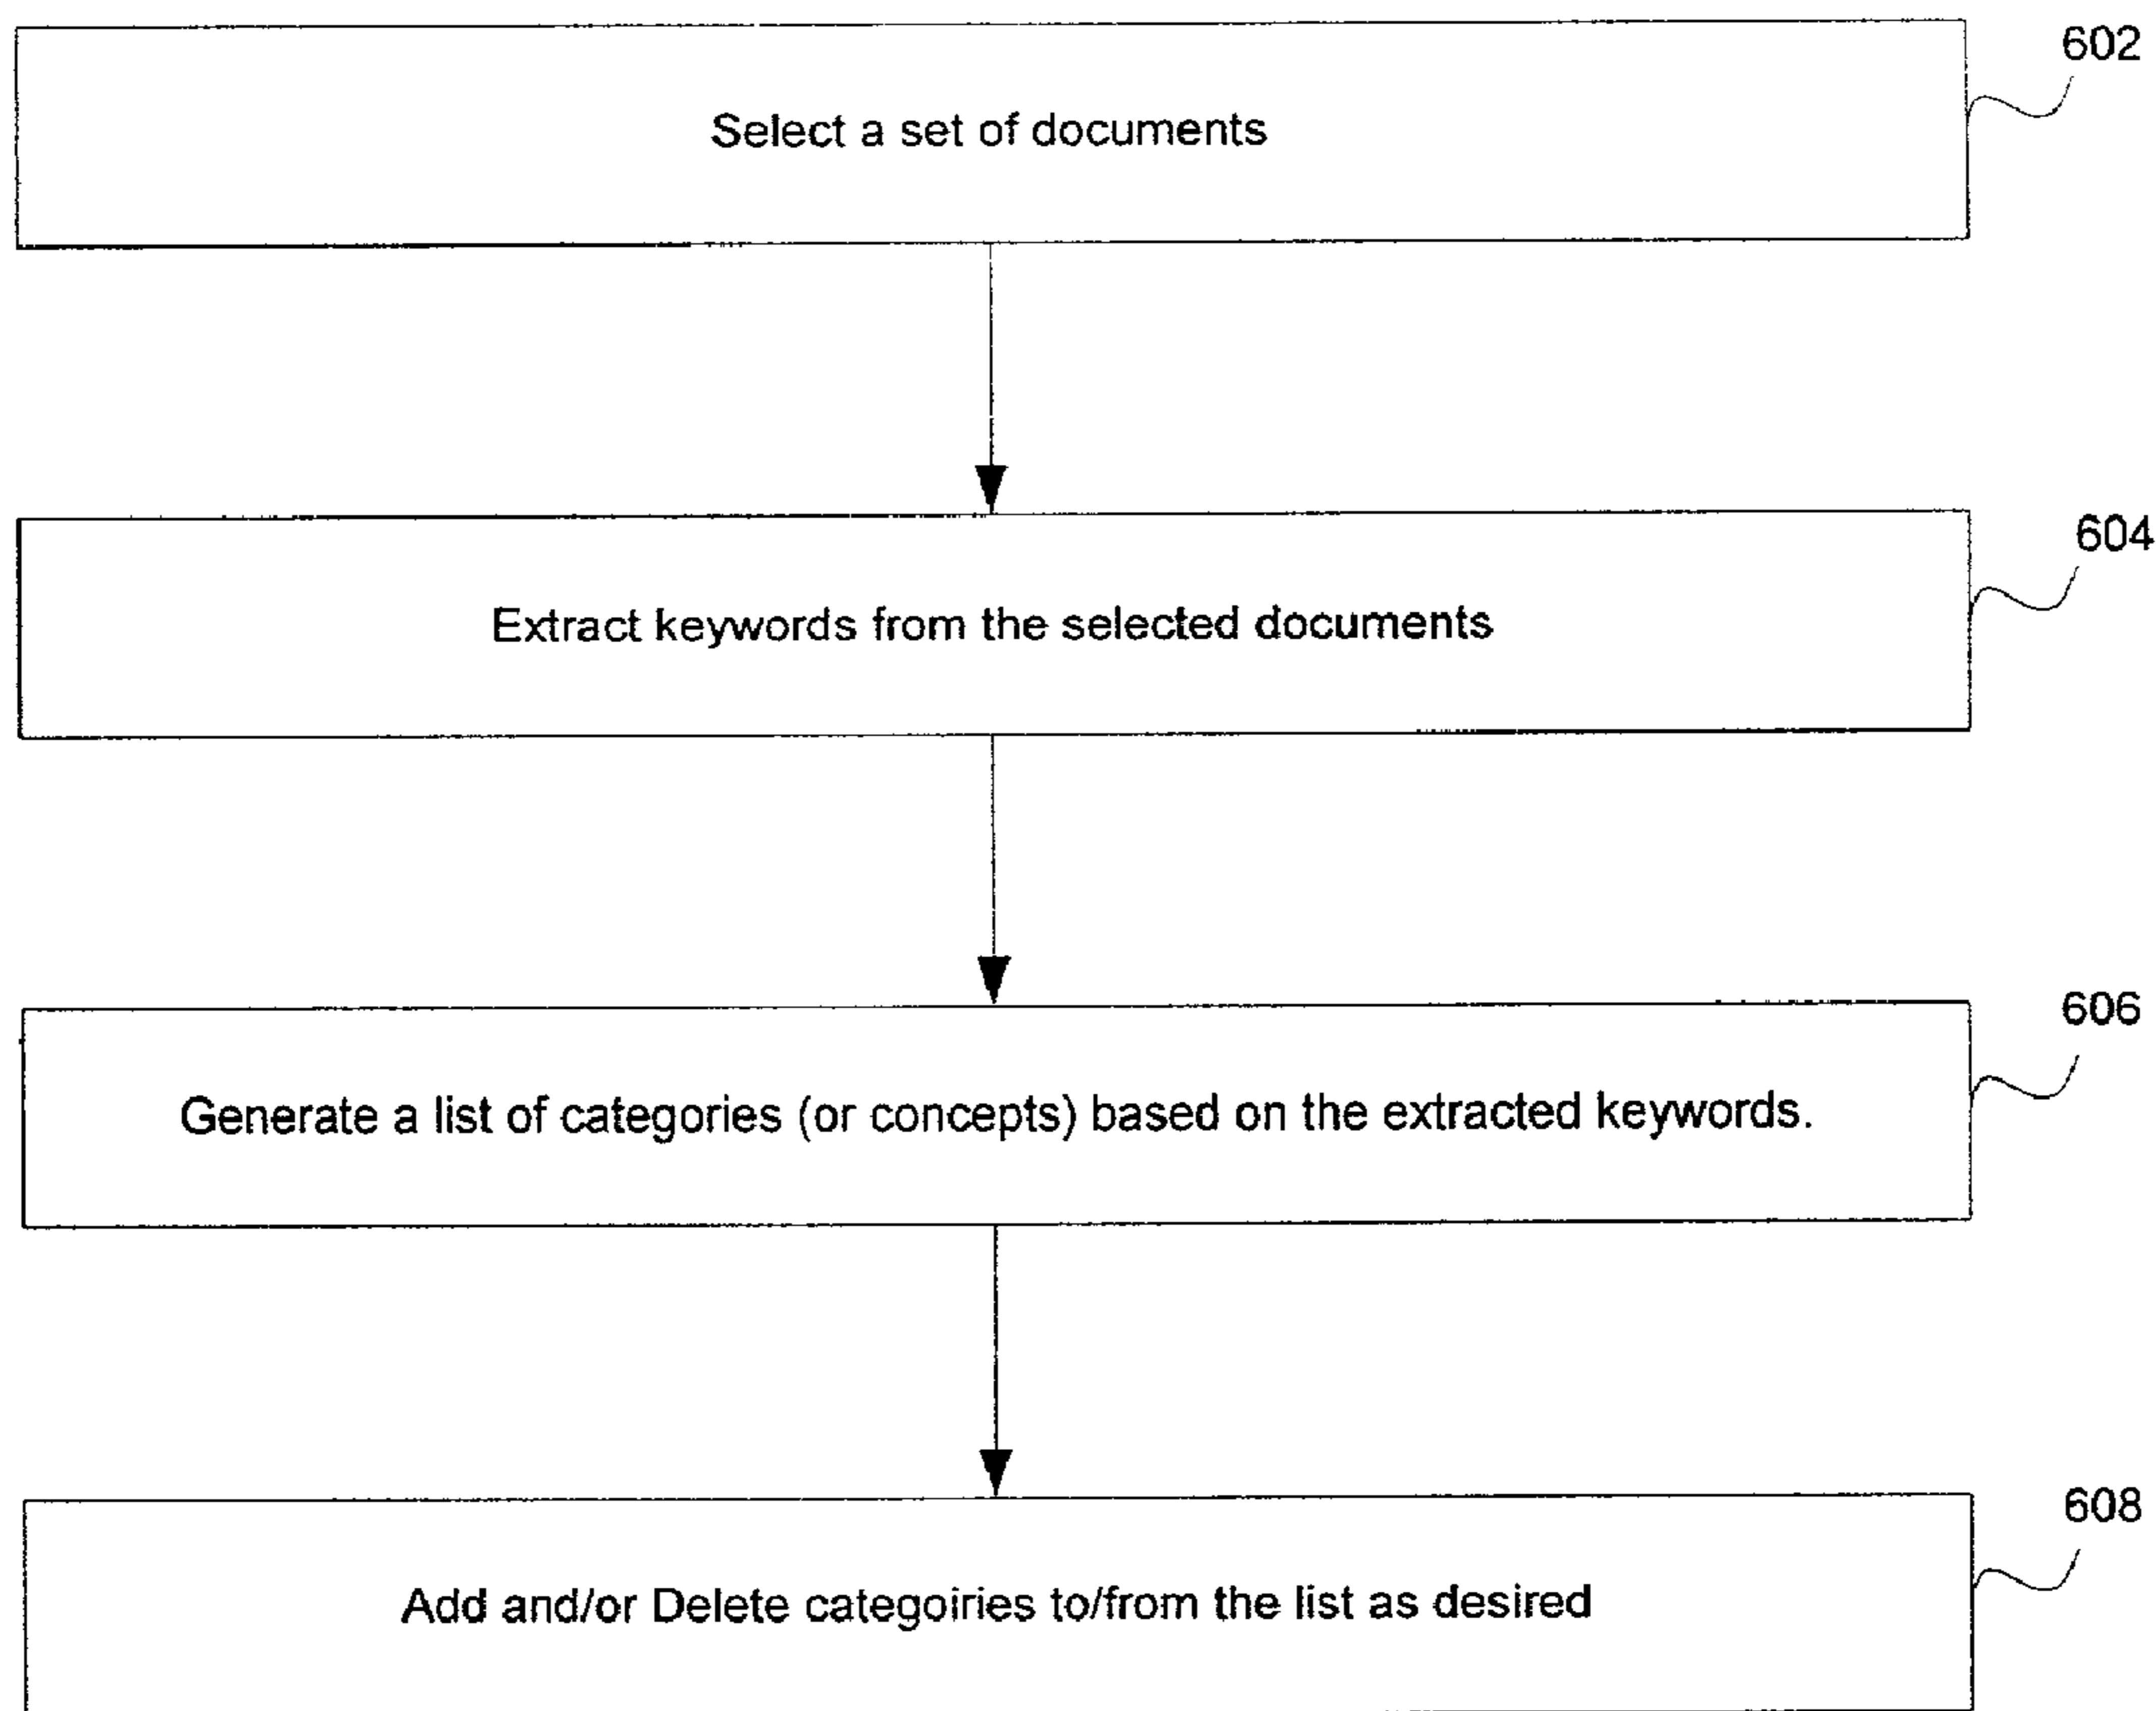 602
Select a set of documents
604
Extract keywords from the selected documents
606
Generate a list of categories (or concepts) based on the extracted keywords.
608
Add and/or Delete categoiries to/from the list as desired